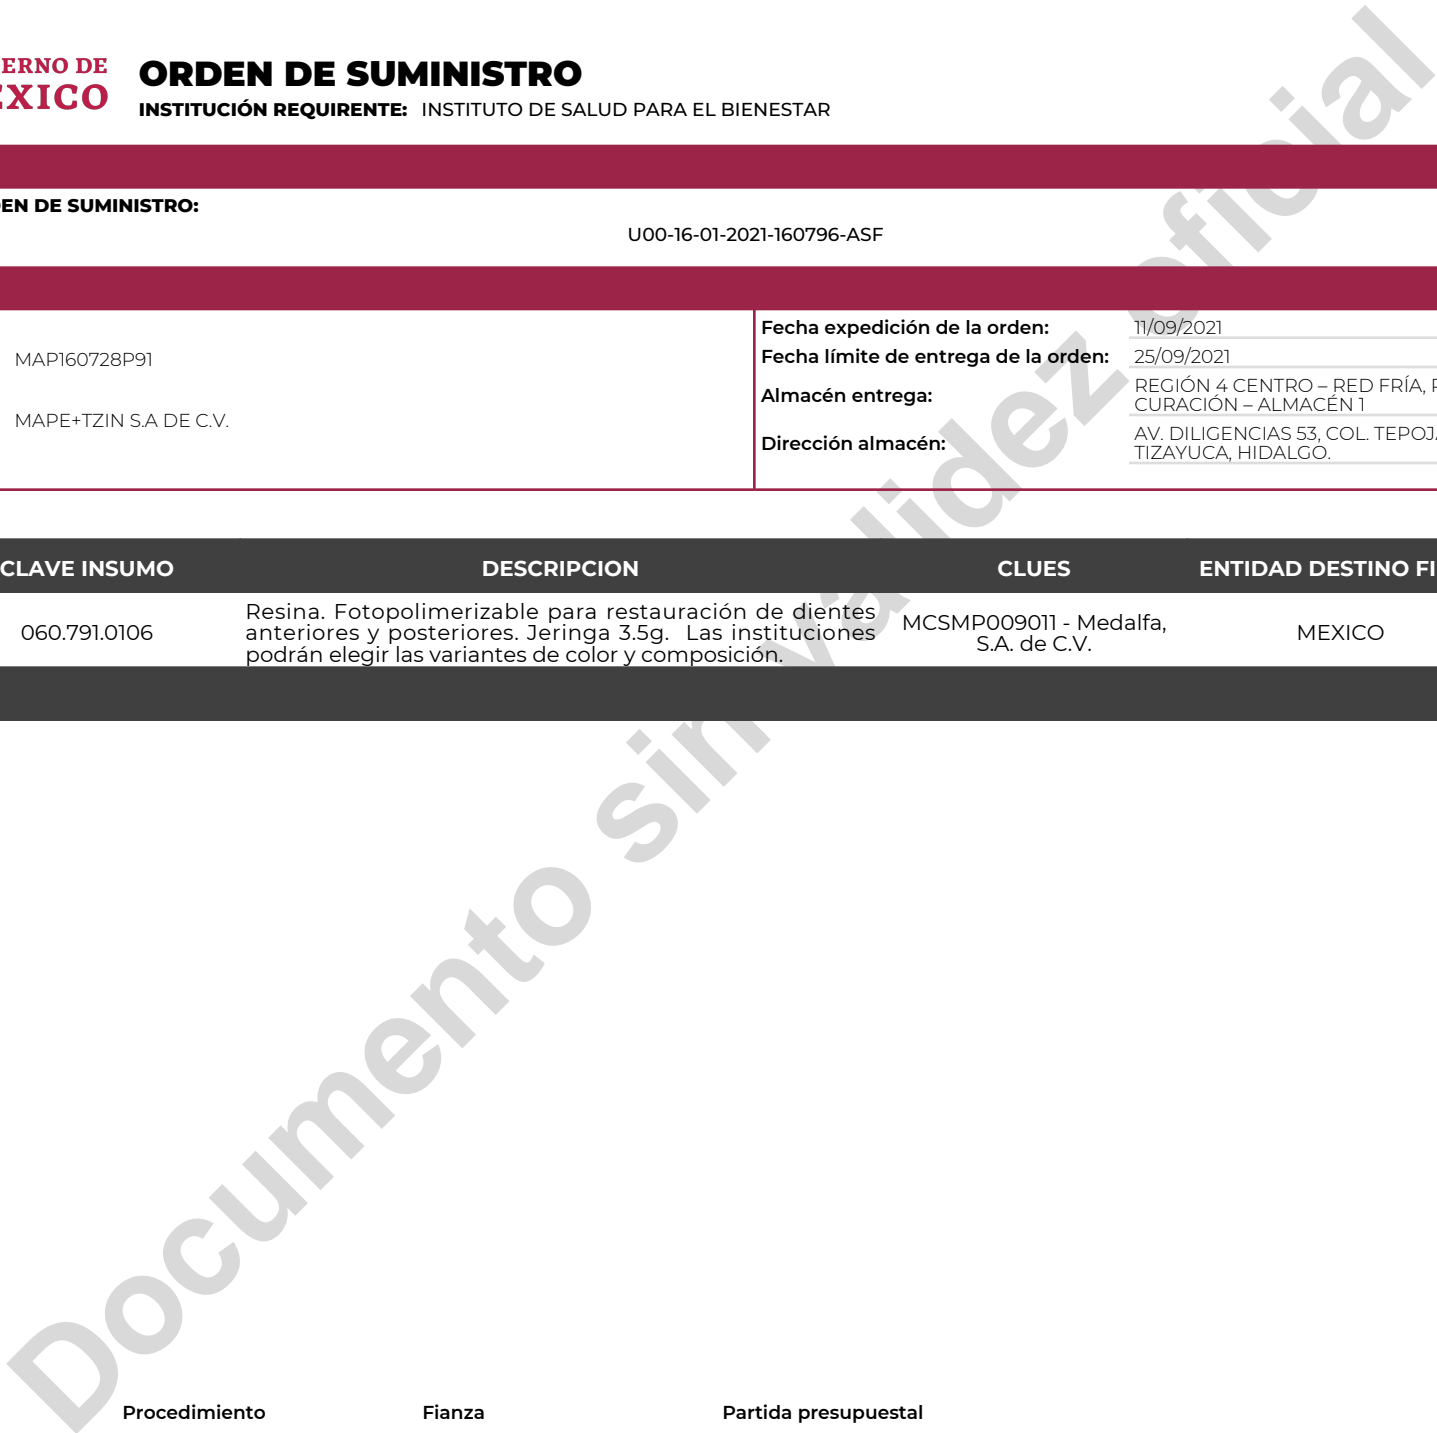 ERNO DE
EXICO
ORDEN DE SUMINISTRO
INSTITUCIÓN REQUIRENTE: INSTITUTO DE SALUD PARA EL BIENESTAR
EN DE SUMINISTRO:
U00-16-01-2021-160796-ASF
MAP160728P91
MAPE+TZIN S.A DE C.V.
Fecha expedición de la orden: 11/09/2021
Fecha límite de entrega de la orden: 25/09/2021
Almacén entrega: REGIÓN 4 CENTRO – RED FRÍA,
CURACIÓN – ALMACÉN 1
Dirección almacén: AV. DILIGENCIAS 53, COL. TEPOJ
TIZAYUCA, HIDALGO.
CLAVE INSUMO DESCRIPCION CLUES ENTIDAD DESTINO FI
060.791.0106
Resina. Fotopolimerizable para restauración de dientes
anteriores y posteriores. Jeringa 3.5g. Las instituciones
podrán elegir las variantes de color y composición.
MCSMP009011 - Medalfa,
S.A. de C.V.
MEXICO
Documento sin validez oficial
Procedimiento Fianza Partida presupuestal